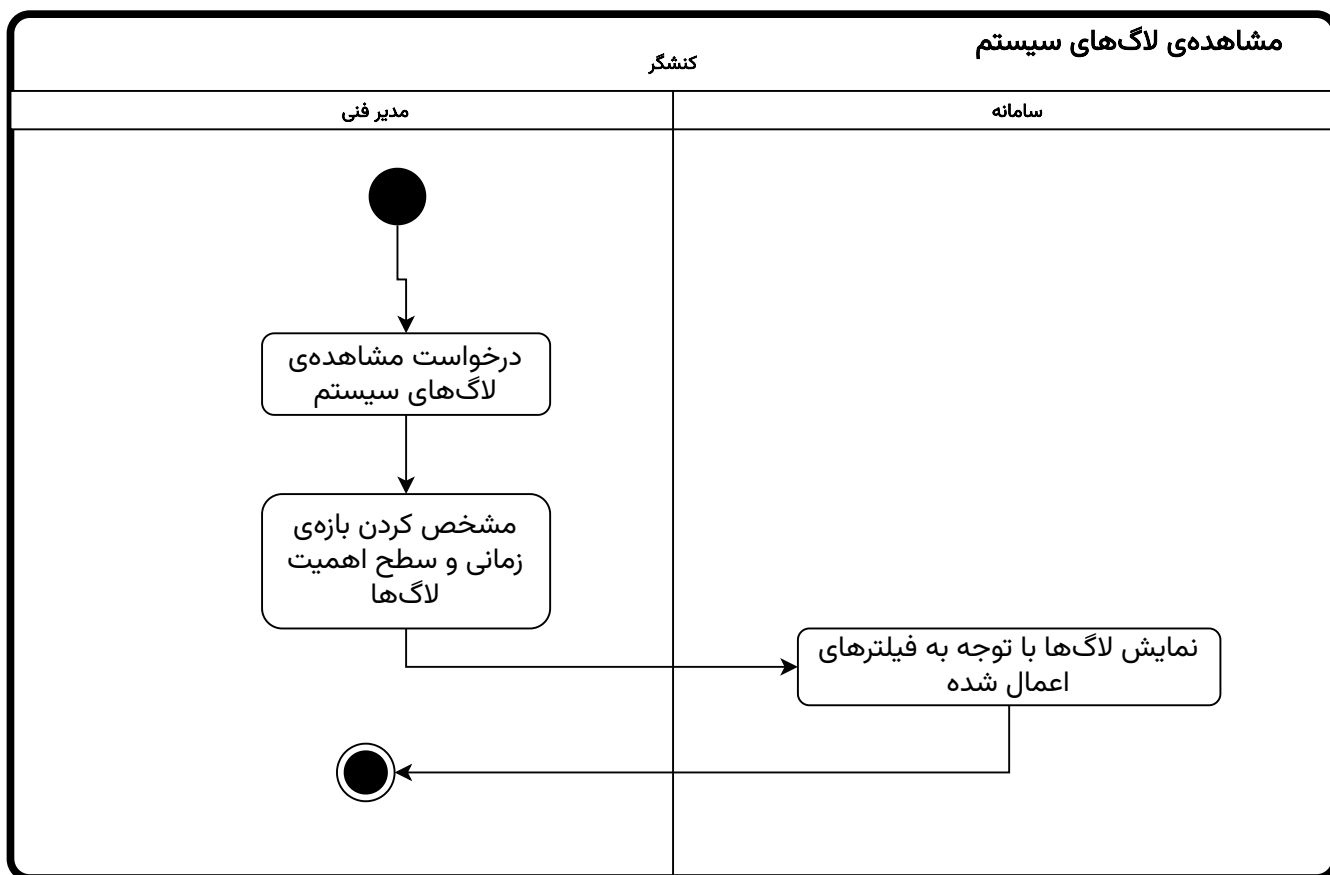 مشاهده‌ی لاگ‌های سیستم
کنشگر
سامانه
مدیر فنی
درخواست مشاهده‌ی
لاگ‌های سیستم
مشخص کردن بازه‌ی
زمانی و سطح اهمیت
لاگ‌ها
نمایش لاگ‌ها با توجه به فیلترهای
اعمال شده